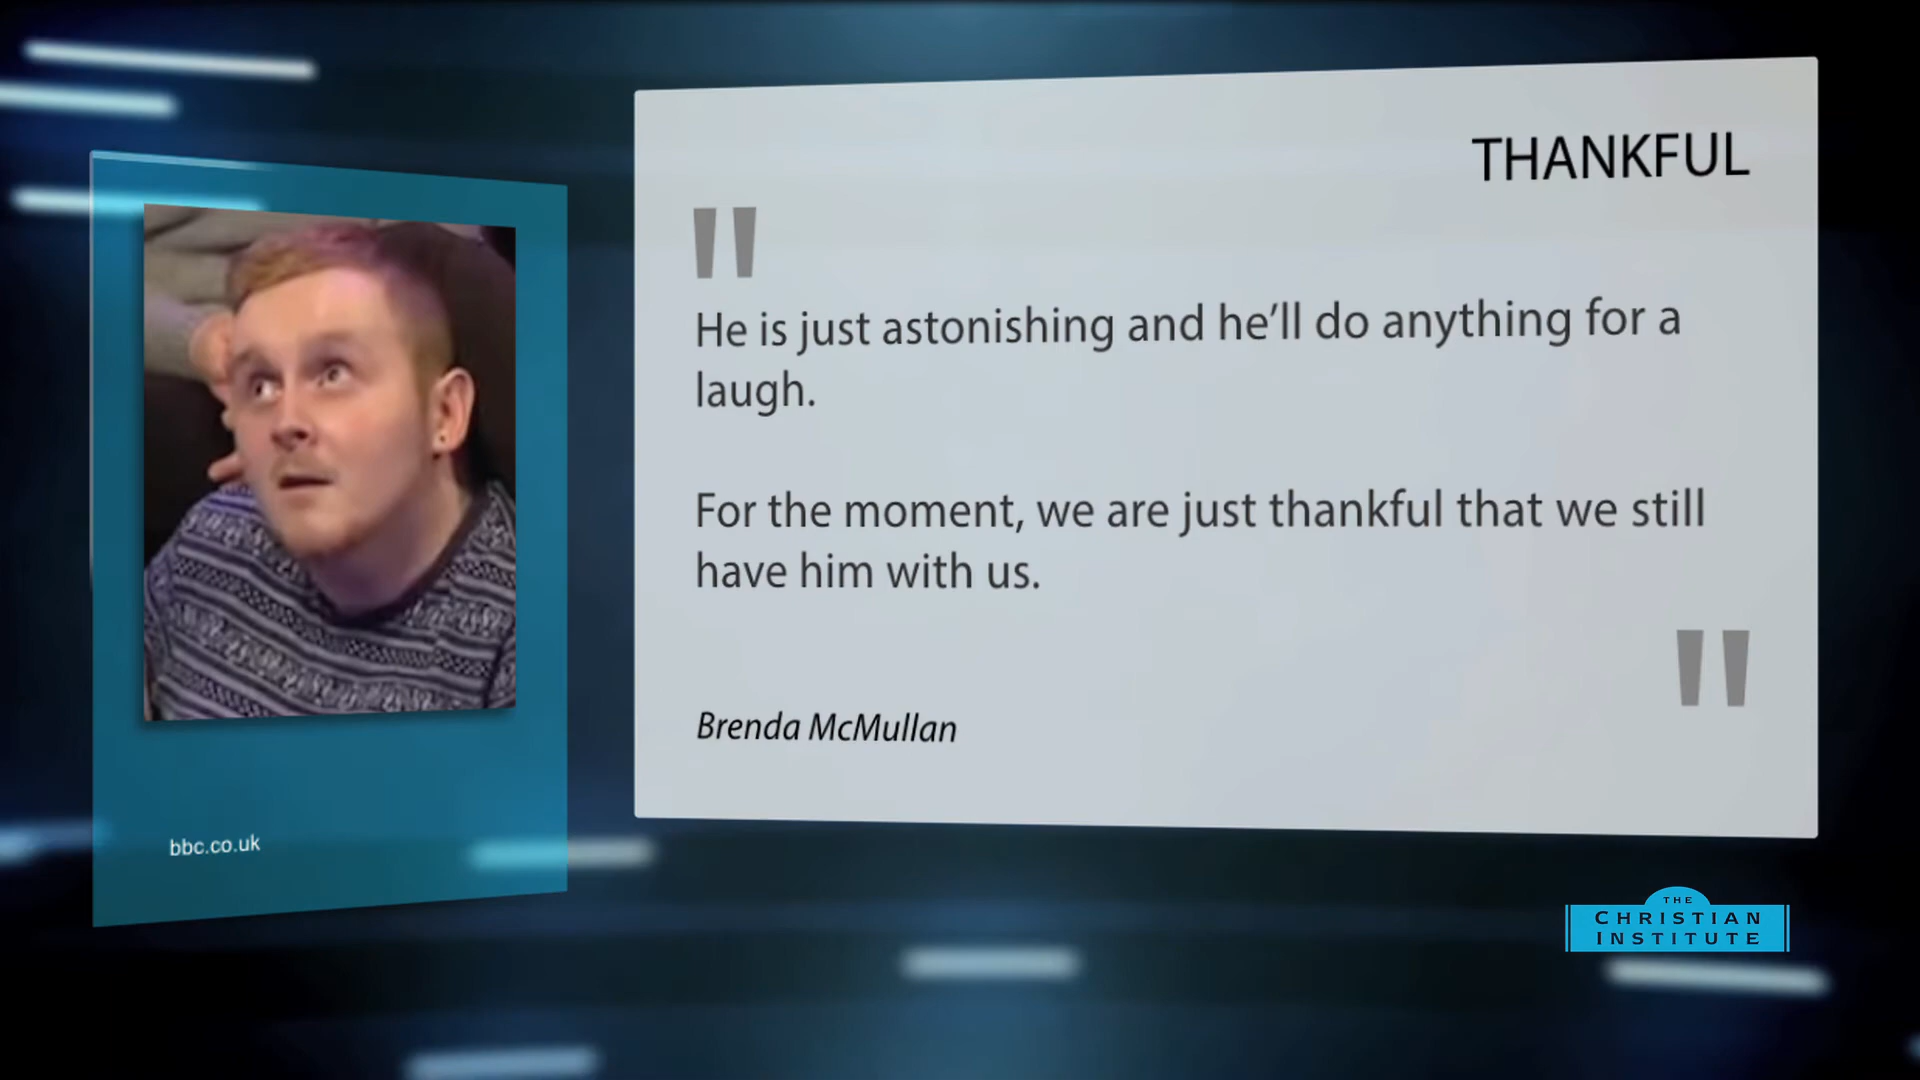 THANKFUL
"
He is just astonishing and he'll do anything for a
laugh.
For the moment, we are just thankful that we still
have him with us.
"
Brenda McMullan
bbc.co.uk
THE
CHRISTIAN
INSTITUTE